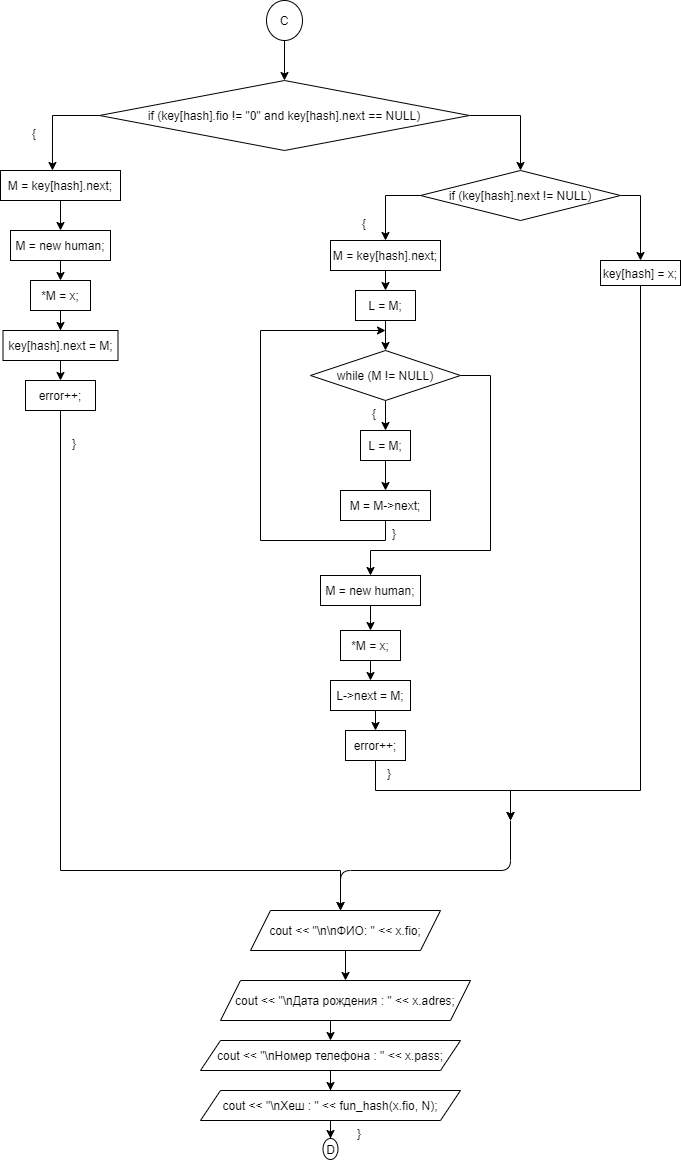 C
if (key[hash].fio != "0" and key[hash].next == NULL)
{
M = key[hash].next;
M = new human;
*M = x;
key[hash].next = M;
error++;
}
if (key[hash].next != NULL)
{
M = key[hash].next;
L = M;
while (M != NULL)
{
L = M;
M = M->next;
}
M = new human;
*M = x;
L->next = M;
error++;
}
key[hash] = x;
cout << "\n\nФИО: " << x.fio;
cout << "\nДата рождения : " << x.adres;
cout << "\nНомер телефона : " << x.pass;
cout << "\nХеш : " << fun_hash(x.fio, N);
}
D